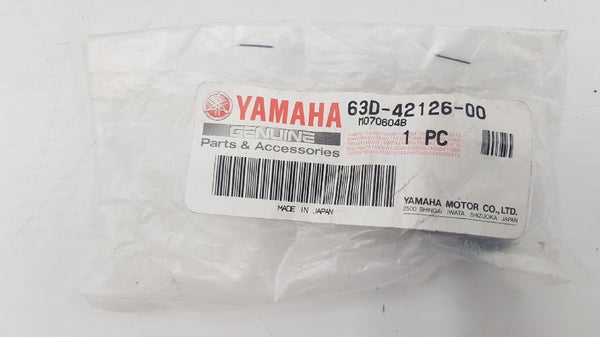 YAMAHA 63D-42126-00
M070604B
GENUINE
1 PC
Parts & Accessories
MADE IN JAPAN
YAMAHA MOTOR CO., LTD.
2500 SHINGAI IWATA SHIZUOKA JAPAN